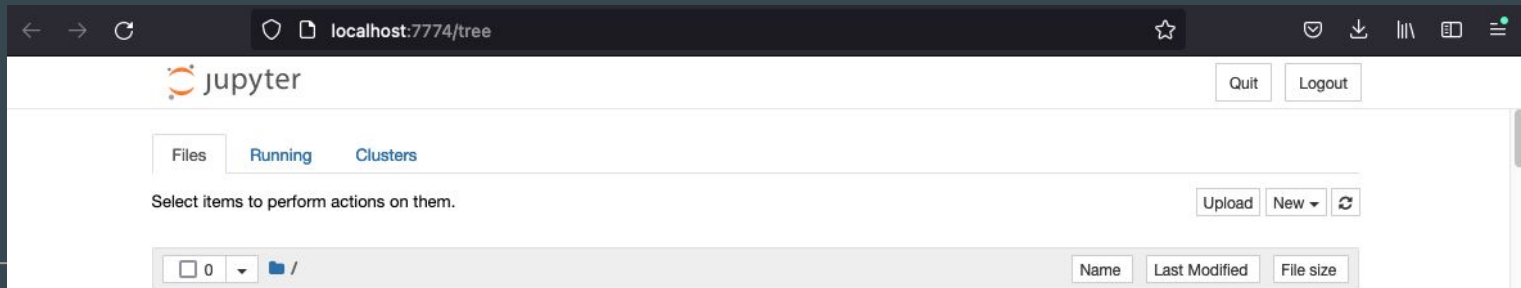 localhost:7774/tree
jupyter
Quit Logout
Files Running Clusters
Select items to perform actions on them.
Upload New
0 / Name Last Modified File size